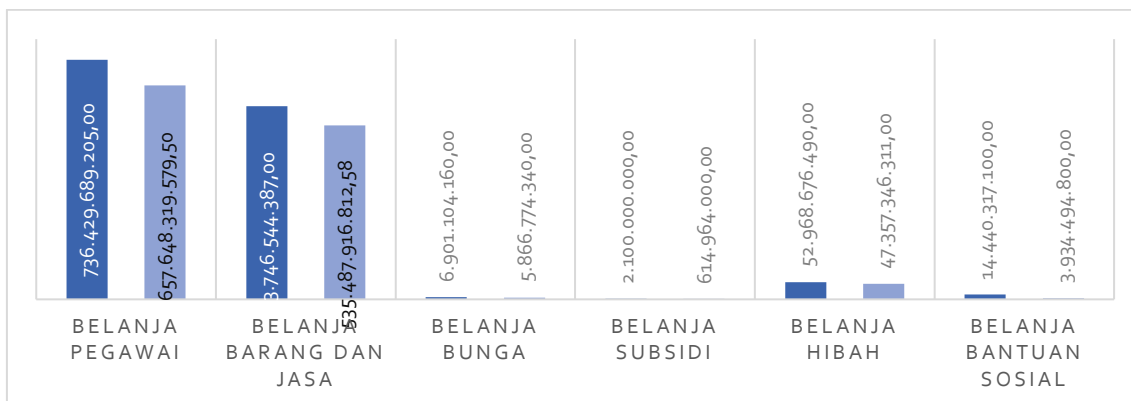 736.429.689.205,00
657.648.319.579,50
3.746.544.387,00
535.487.916.812,58
6.901.104.160,00
5.866.774.340,00
2.100.000.000,00
614.964.000,00
52.968.676.490,00
47.357.346.311,00
14.440.317.100,00
3.934.494.800,00
BELANJA
PEGAWAI
BELANJA
BARANG DAN
JASA
BELANJA
BUNGA
BELANJA
SUBSIDI
BELANJA
HIBAH
BELANJA
BANTUAN
SOSIAL